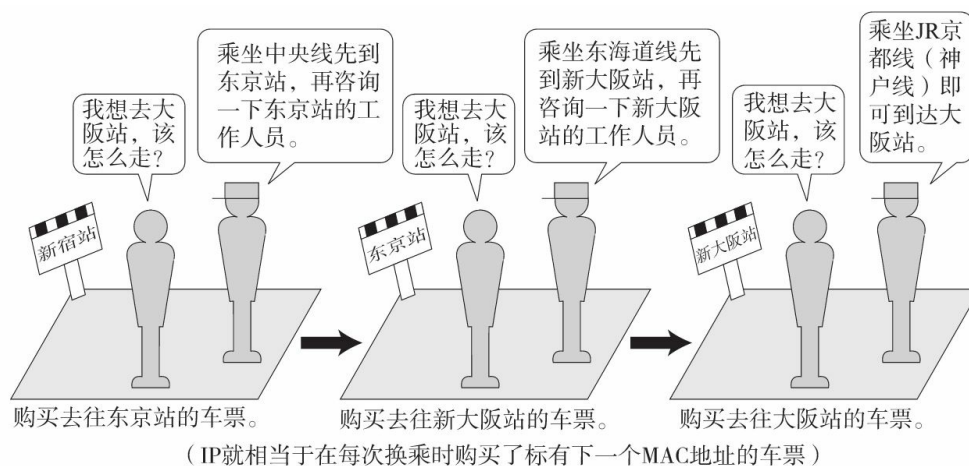 我想去大
阪站，该
怎么走？
乘坐中央线先到
东京站，再咨询
一下东京站的工
作人员。
新宿站
购买去往东京站的车票。
我想去大
阪站，该
怎么走？
乘坐东海道线先
到新大阪站，再
咨询一下新大阪
站的工作人员。
东京站
购买去往新大阪站的车票。
我想去大
阪站，该
怎么走？
乘坐JR京
都线（神
户线）即
可到达大
阪站。
新大阪站
购买去往大阪站的车票。
（IP就相当于在每次换乘时购买了标有下一个MAC地址的车票）